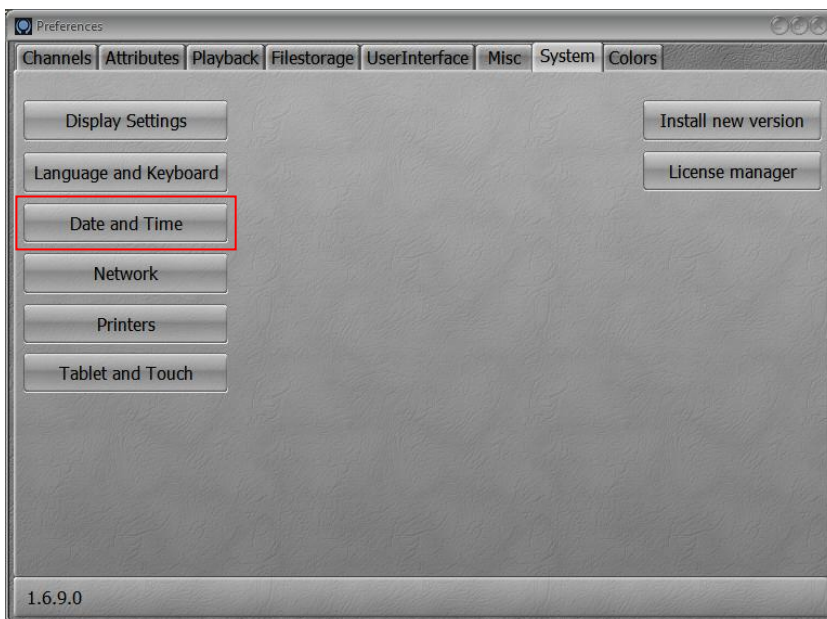 Preferences
Channels Attributes Playback Filestorage UserInterface Misc System Colors
Display Settings
Install new version
Language and Keyboard
License manager
Date and Time
Network
Printers
Tablet and Touch
1.6.9.0